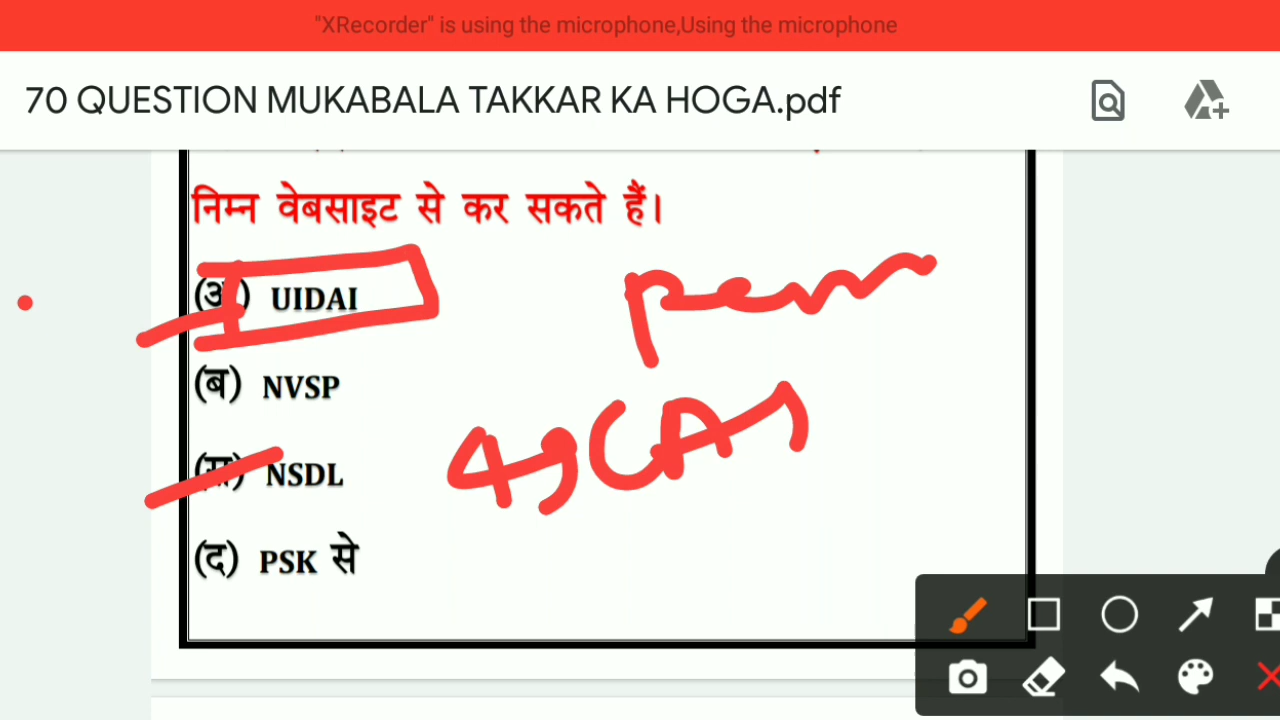 "XRecorder" is using the microphone,Using the microphone
70 QUESTION MUKABALA TAKKAR KA HOGA.pdf
निम्न वेबसाइट से कर सकते हैं।
(अ) UIDAI
(ब) NVSP
(स) NSDL
(द) PSK से